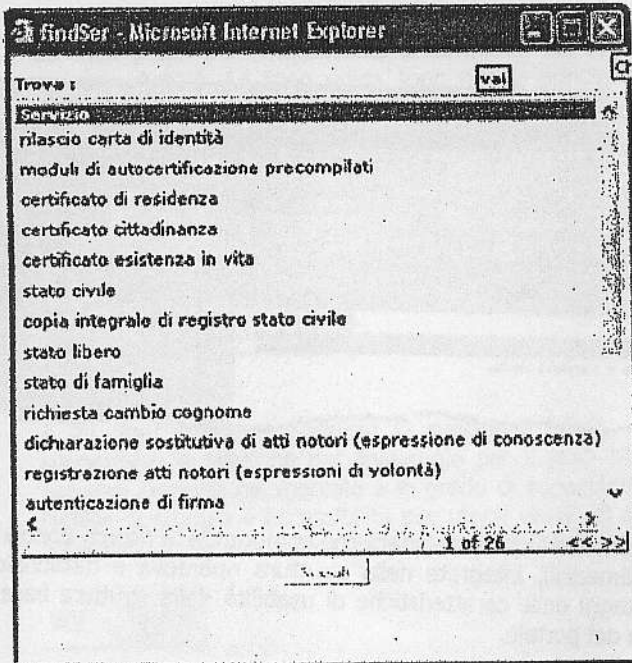 findSer - Microsoft Internet Explorer
Trova: vai Ch
Servizio
rilascio carta di identità
moduli di autocertificazione precompilati
certificato di residenza
certificato cittadinanza
certificato esistenza in vita
stato civile
copia integrale di registro stato civile
stato libero
stato di famiglia
richiesta cambio cognome
dichiarazione sostitutiva di atti notori (espressione di conoscenza)
registrazione atti notori (espressioni di volontà)
autenticazione di firma
1 of 26 << >>